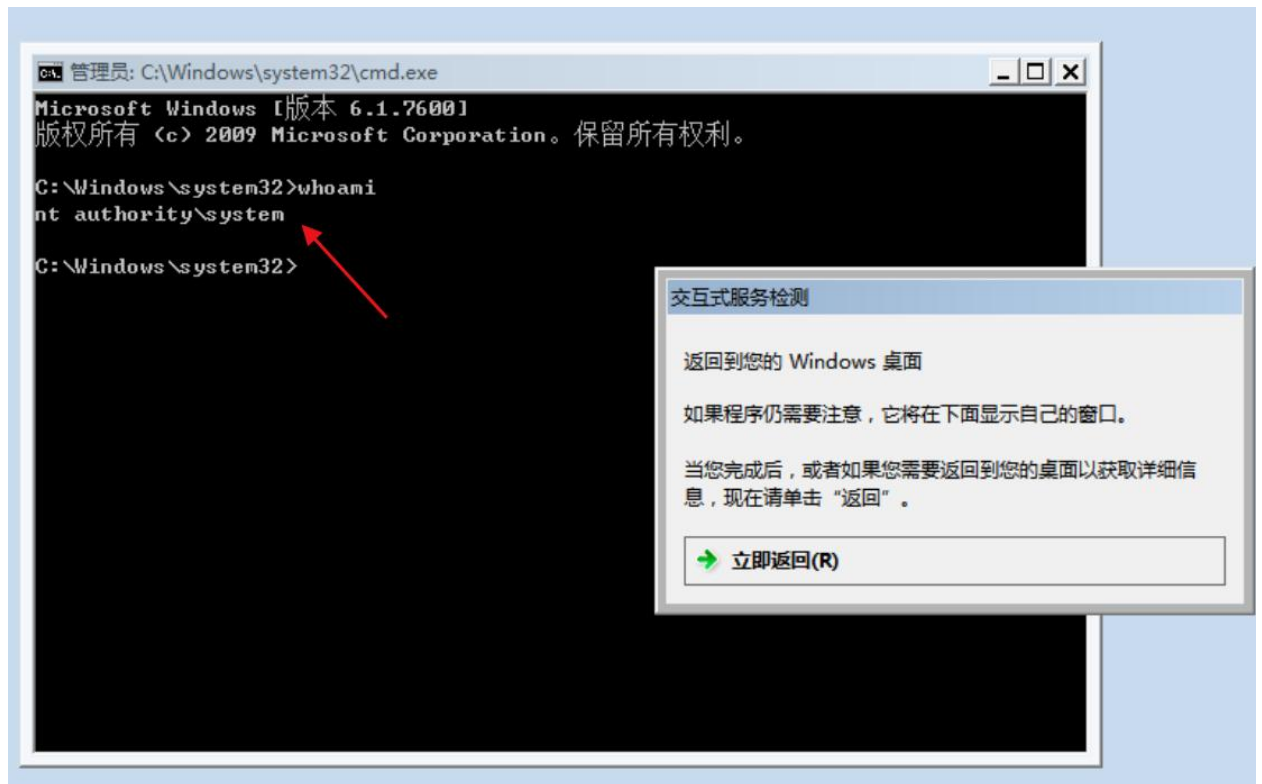 管理员: C:\Windows\system32\cmd.exe
Microsoft Windows [版本 6.1.7600]
版权所有 (c) 2009 Microsoft Corporation。保留所有权利。
C:\Windows\system32>whoami
nt authority\system
C:\Windows\system32>
交互式服务检测
返回到您的 Windows 桌面
如果程序仍需要注意，它将在下面显示自己的窗口。
当您完成后，或者如果您需要返回到您的桌面以获取详细信
息，现在请单击“返回”。
立即返回(R)